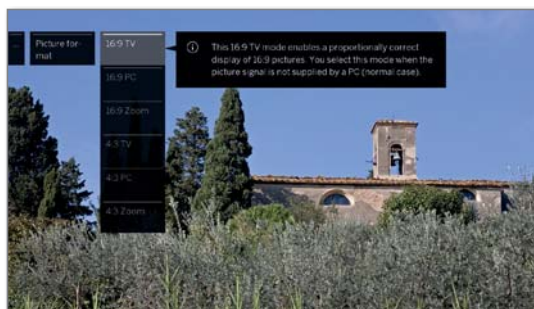 ...
Picture for-
mat
16:9 TV
16:9 PC
16:9 Zoom
4:3 TV
4:3 PC
4:3 Zoom
This 16:9 TV mode enables a proportionally correct
display of 16:9 pictures. You select this mode when the
picture signal is not supplied by a PC (normal case).